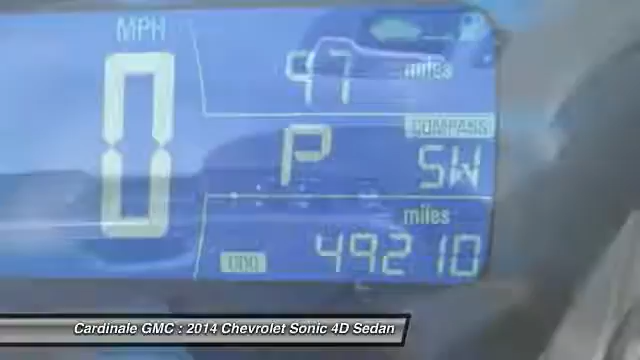 MPH
0
97 miles
COMPASS
P SW
miles
ODO 49210
Cardinale GMC : 2014 Chevrolet Sonic 4D Sedan